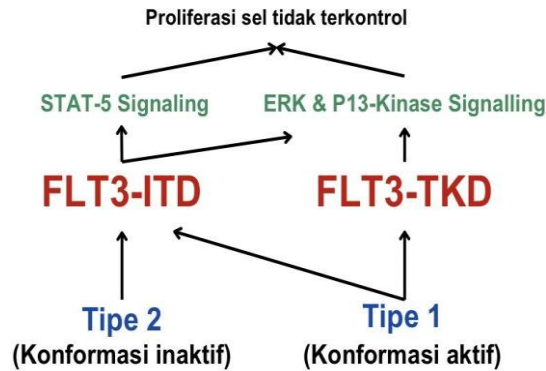 Proliferasi sel tidak terkontrol
STAT-5 Signaling
ERK & P13-Kinase Signalling
FLT3-ITD
FLT3-TKD
Tipe 2
(Konformasi inaktif)
Tipe 1
(Konformasi aktif)